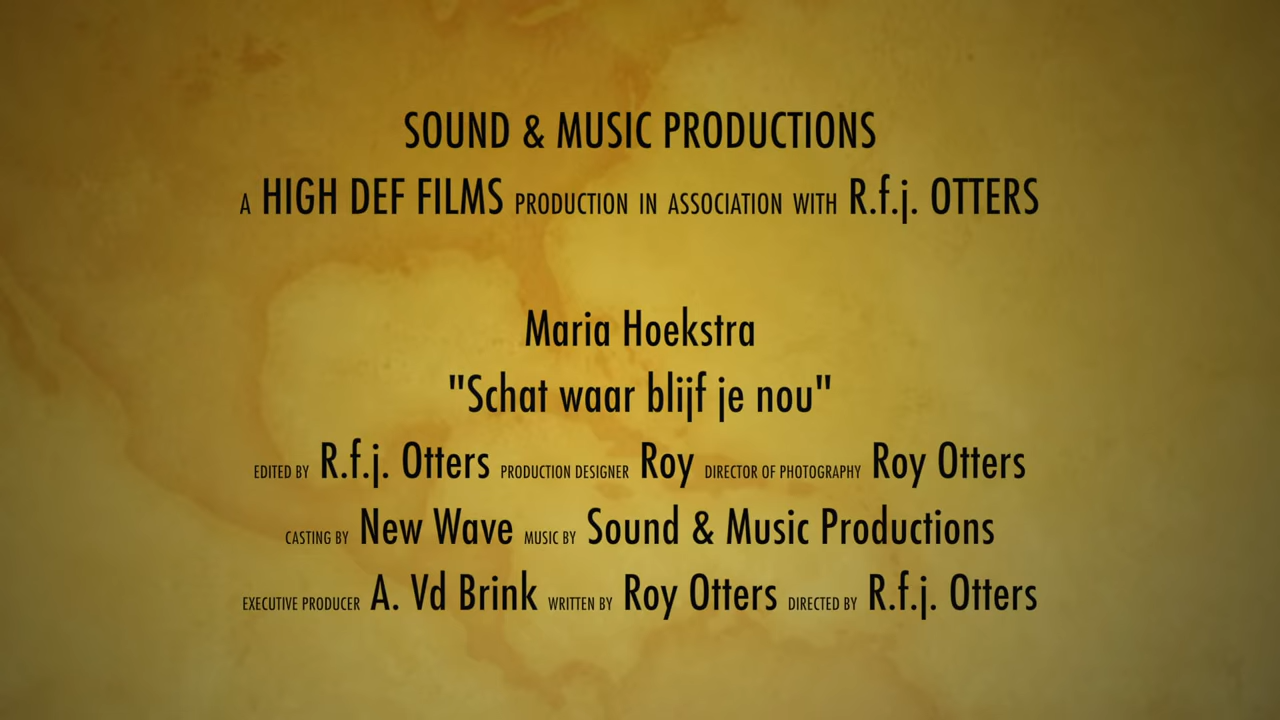 SOUND & MUSIC PRODUCTIONS
A HIGH DEF FILMS PRODUCTION IN ASSOCIATION WITH R.f.j. OTTERS
Maria Hoekstra
"Schat waar blijf je nou"
EDITED BY R.f.j. Otters PRODUCTION DESIGNER Roy DIRECTOR OF PHOTOGRAPHY Roy Otters
CASTING BY New Wave MUSIC BY Sound & Music Productions
EXECUTIVE PRODUCER A. Vd Brink WRITTEN BY Roy Otters DIRECTED BY R.f.j. Otters